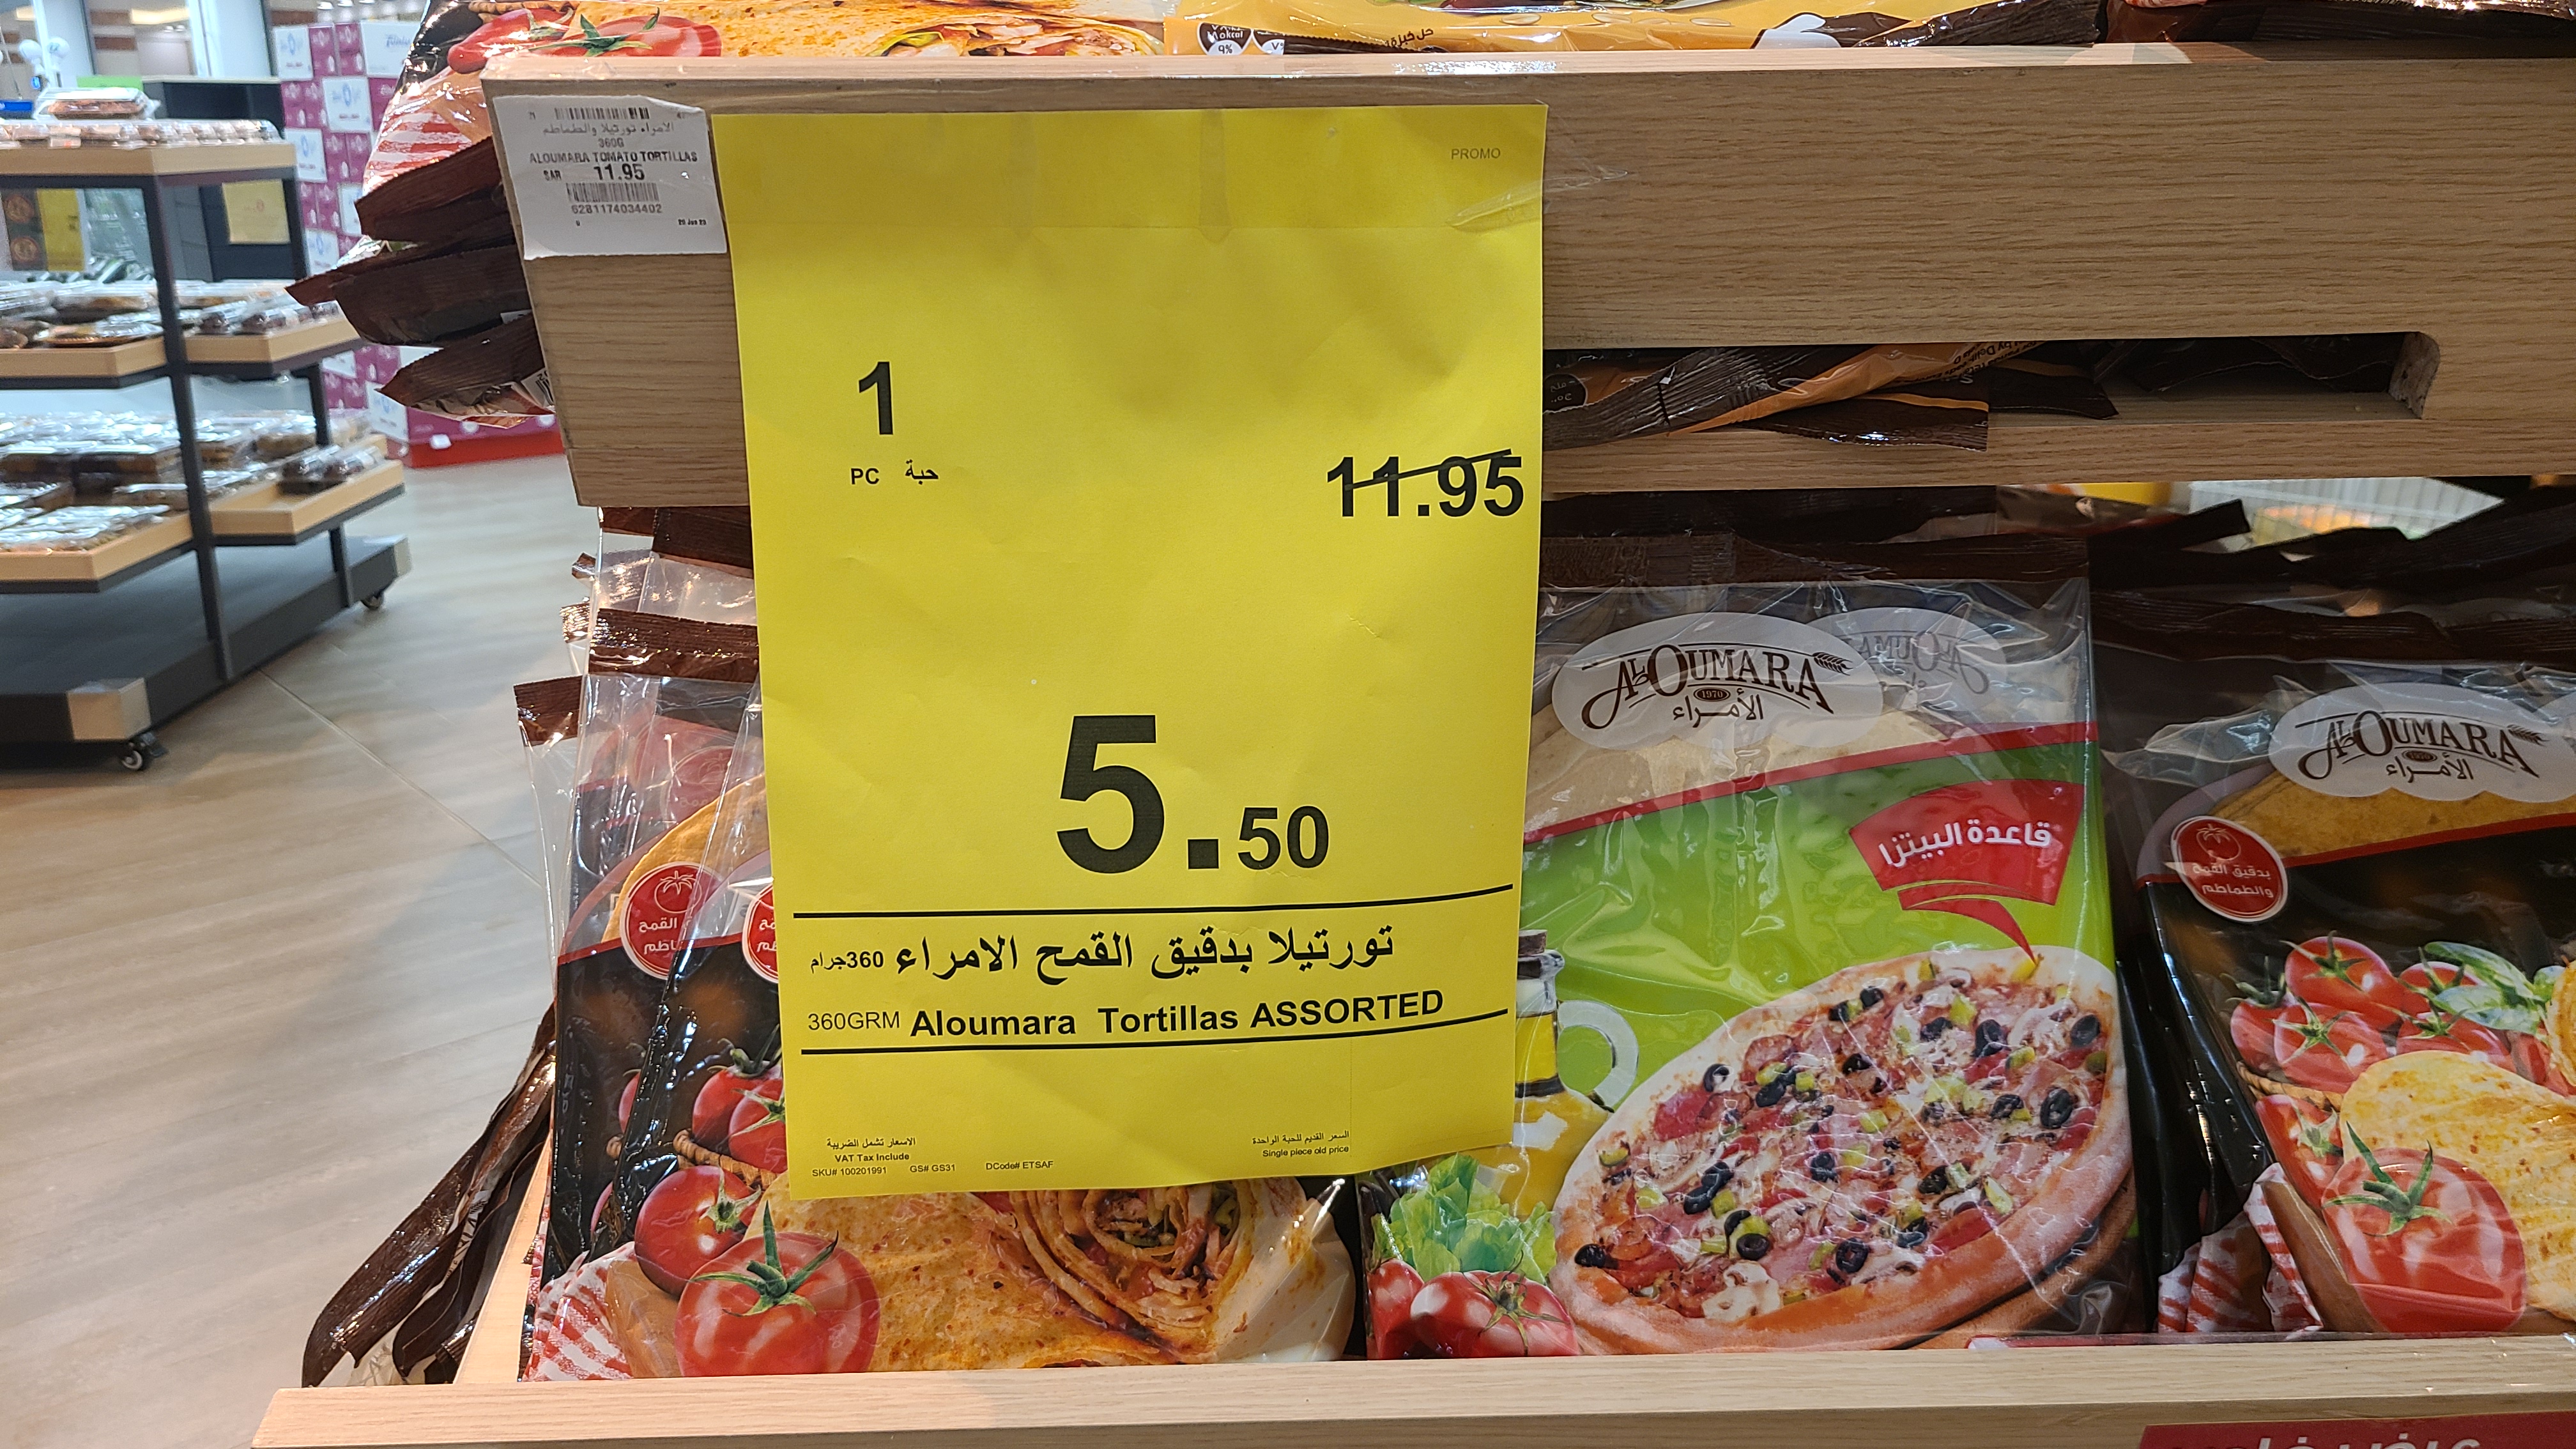 الامراء تورتيلا والطماطم
360G
ALOUMARA TOMATO TORTILLAS
SAR 11.95
6281174034402
PROMO
1
PC حبة
11.95
5.50
تورتيلا بدقيق القمح الامراء 360جرام
360GRM Aloumara Tortillas ASSORTED
الاسعار تشمل الضريبة
VAT Tax Include
SKU# 100201991 GS# GS31 DCode# ETSAF
السعر القديم للحبة الواحدة
Single piece old price
ALOUMARA
1970
الأمراء
قاعدة البيتزا
ALOUMARA
الأمراء
بدقيق القمح
والطماطم